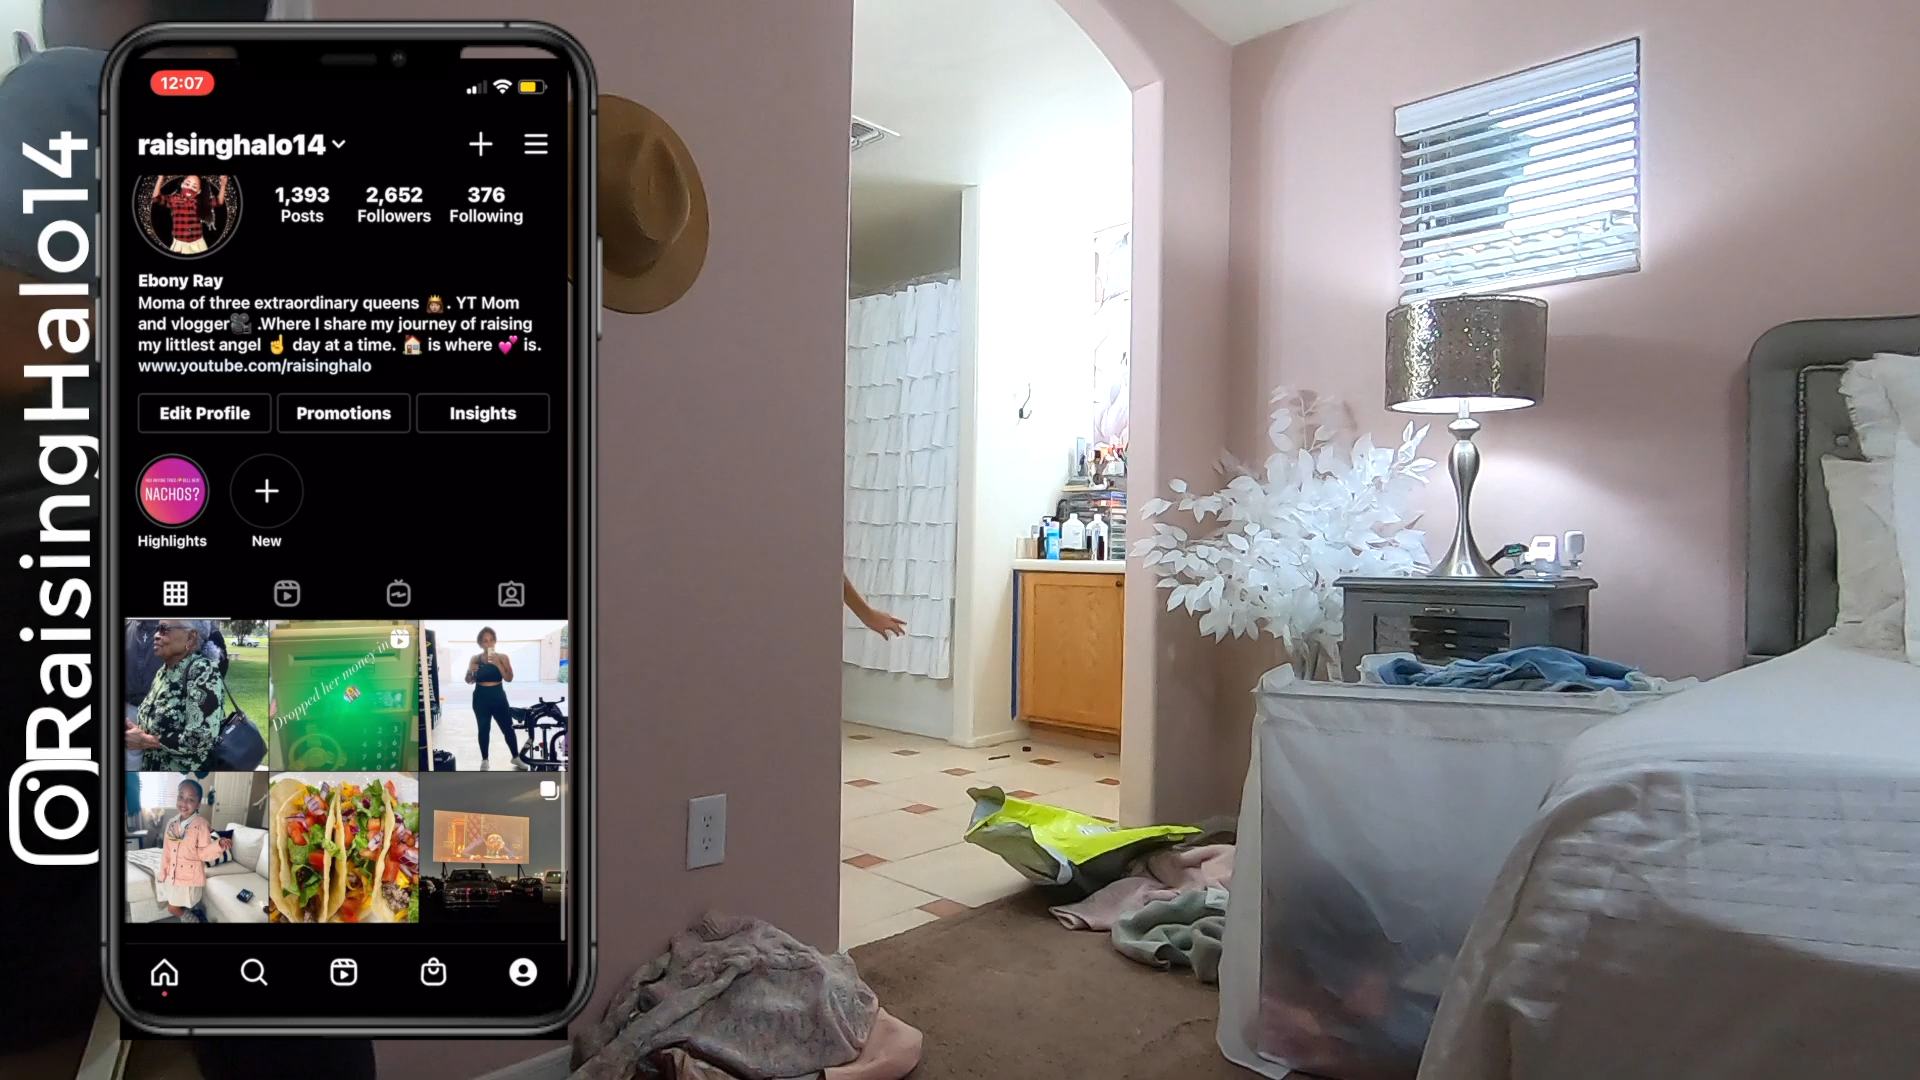 RaisingHalo14
12:07
raisinghalo14
1,393 2,652 376
Posts Followers Following
Ebony Ray
Moma of three extraordinary queens 👸🏽. YT Mom
and vlogger🎥 .Where I share my journey of raising
my littlest angel ☝️ day at a time. 🏠 is where 💕 is.
www.youtube.com/raisinghalo
Edit Profile Promotions Insights
NACHOS?
Highlights New
Dropped her money in